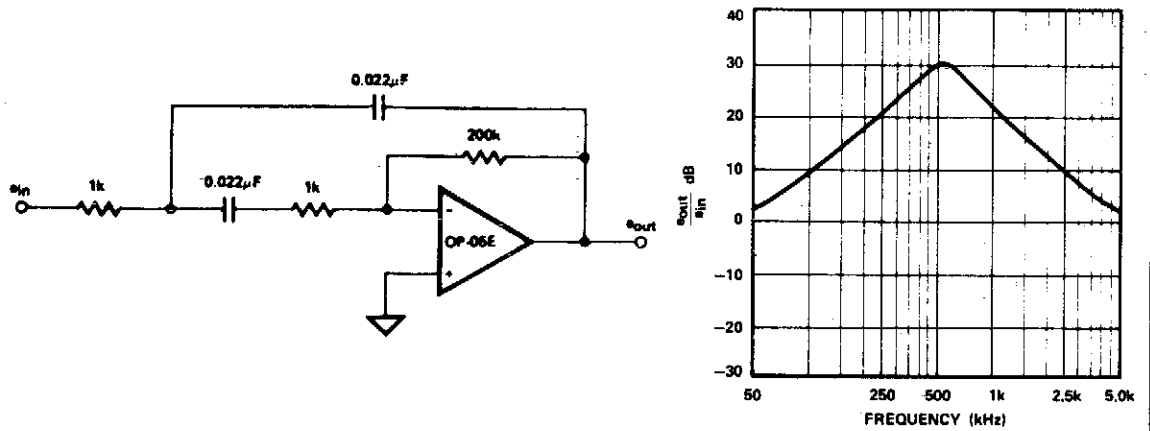 0.022μF
200k
e_in
1k
0.022μF
1k
−
OP-06E
+
e_out
40
30
20
10
0
−10
−20
−30
e_out
e_in
dB
50
250
500
1k
2.5k
5.0k
FREQUENCY (kHz)